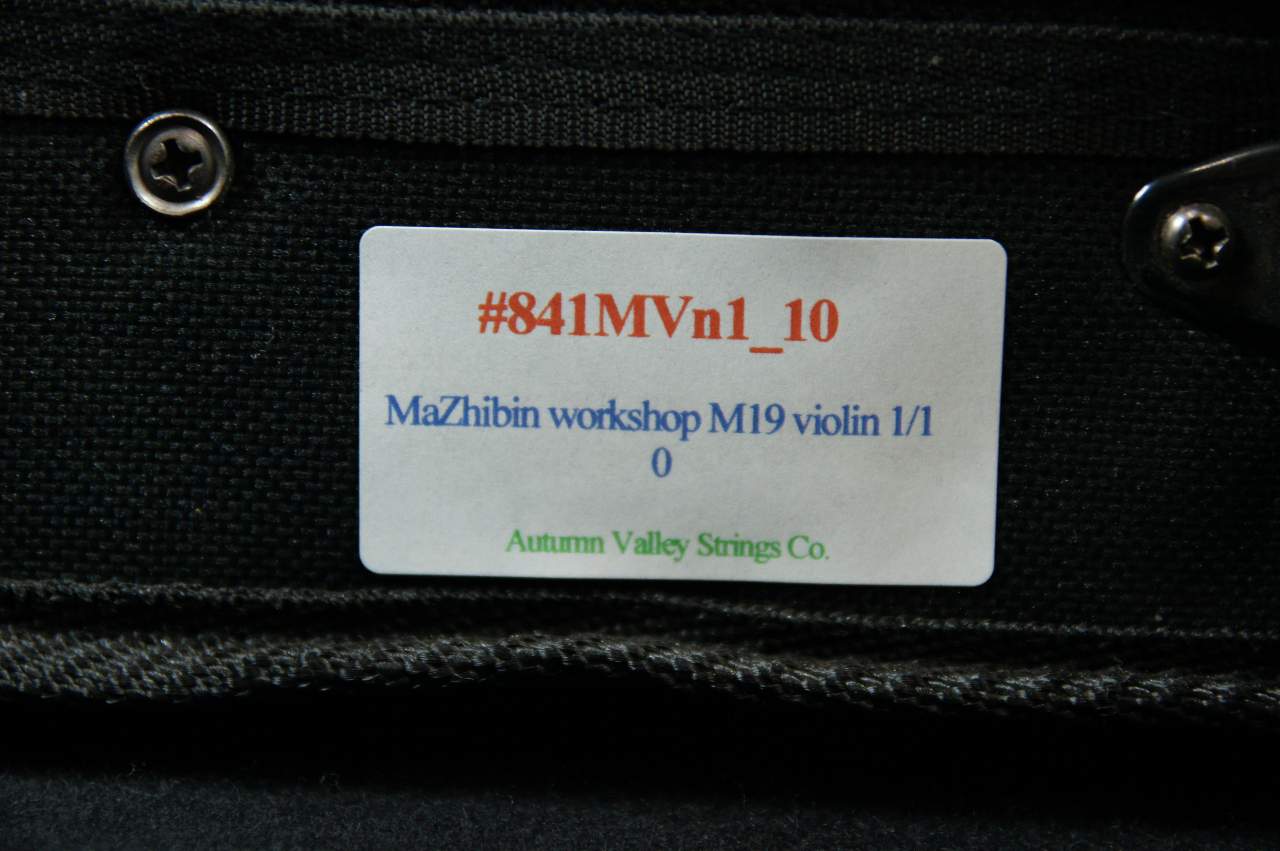 #841MVn1_10
MaZhibin workshop M19 violin 1/1
0
Autumn Valley Strings Co.